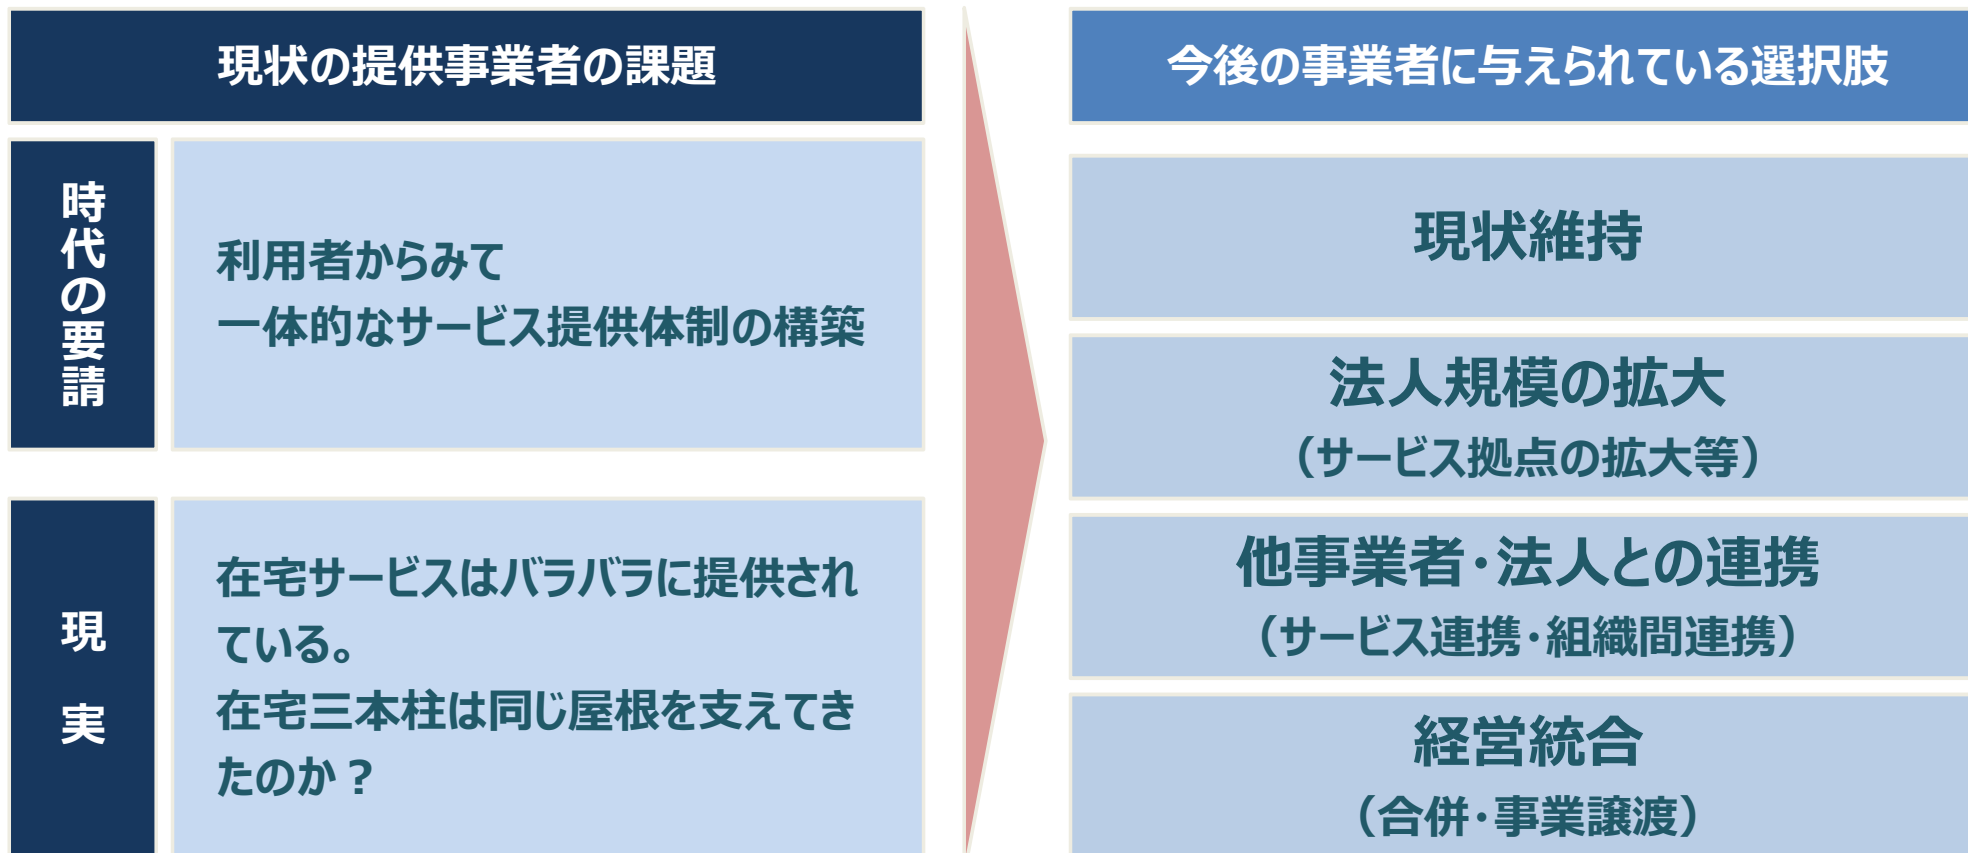 現状の提供事業者の課題
時代の要請
利用者からみて
一体的なサービス提供体制の構築
現 実
在宅サービスはバラバラに提供され
ている。
在宅三本柱は同じ屋根を支えてき
たのか?
今後の事業者に与えられている選択肢
現状維持
法人規模の拡大
(サービス拠点の拡大等)
他事業者・法人との連携
(サービス連携・組織間連携)
経営統合
(合併・事業譲渡)